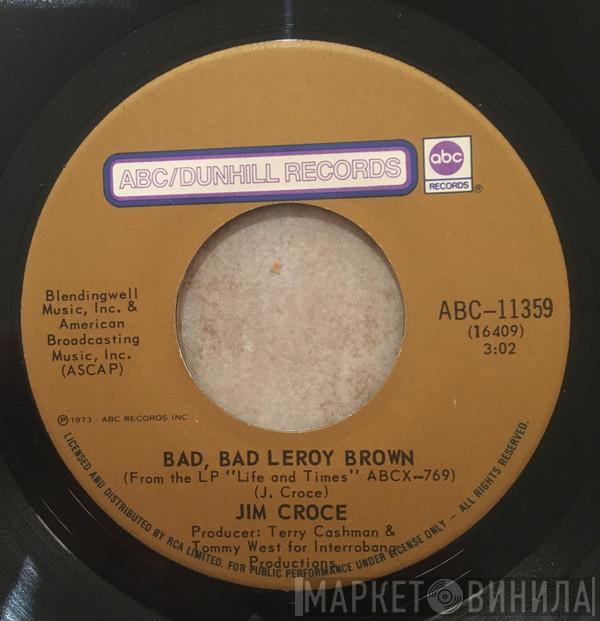 ABC/DUNHILL RECORDS
abc
RECORDS
®
Blendingwell
Music, Inc. &
American
Broadcasting
Music, Inc.
(ASCAP)
ABC-11359
(16409)
3:02
℗ 1973 · ABC RECORDS INC
BAD, BAD LEROY BROWN
(From the LP "Life and Times" ABCX-769)
(J. Croce)
JIM CROCE
Producer: Terry Cashman &
Tommy West for Interrobang
Productions
LICENSED AND DISTRIBUTED BY RCA LIMITED. FOR PUBLIC PERFORMANCE UNDER LICENSE ONLY - ALL RIGHTS RESERVED.
МАРКЕТ ВИНИЛА